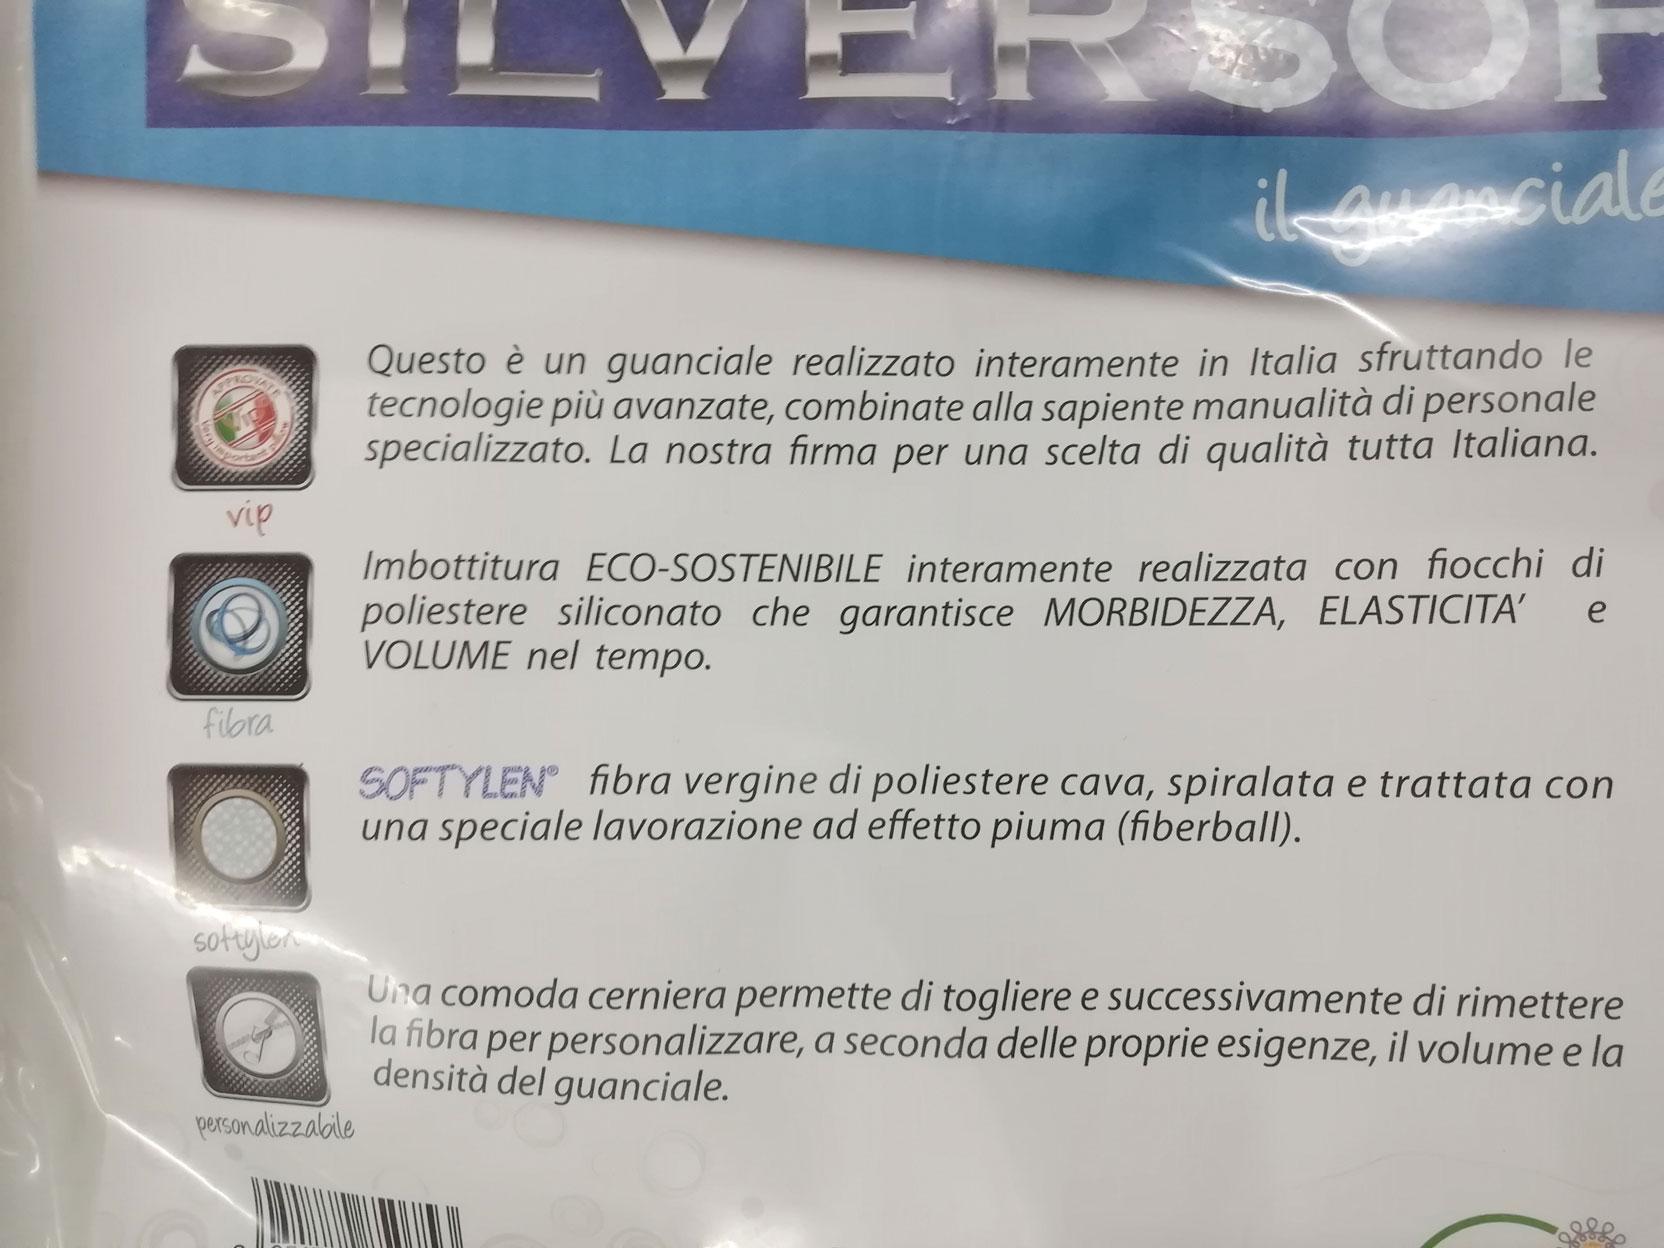 SILVERSOF
il guanciale
Questo è un guanciale realizzato interamente in Italia sfruttando le
tecnologie più avanzate, combinate alla sapiente manualità di personale
specializzato. La nostra firma per una scelta di qualità tutta Italiana.
vip
Imbottitura ECO-SOSTENIBILE interamente realizzata con fiocchi di
poliestere siliconato che garantisce MORBIDEZZA, ELASTICITA’ e
VOLUME nel tempo.
fibra
SOFTYLEN® fibra vergine di poliestere cava, spiralata e trattata con
una speciale lavorazione ad effetto piuma (fiberball).
softylen
Una comoda cerniera permette di togliere e successivamente di rimettere
la fibra per personalizzare, a seconda delle proprie esigenze, il volume e la
densità del guanciale.
personalizzabile